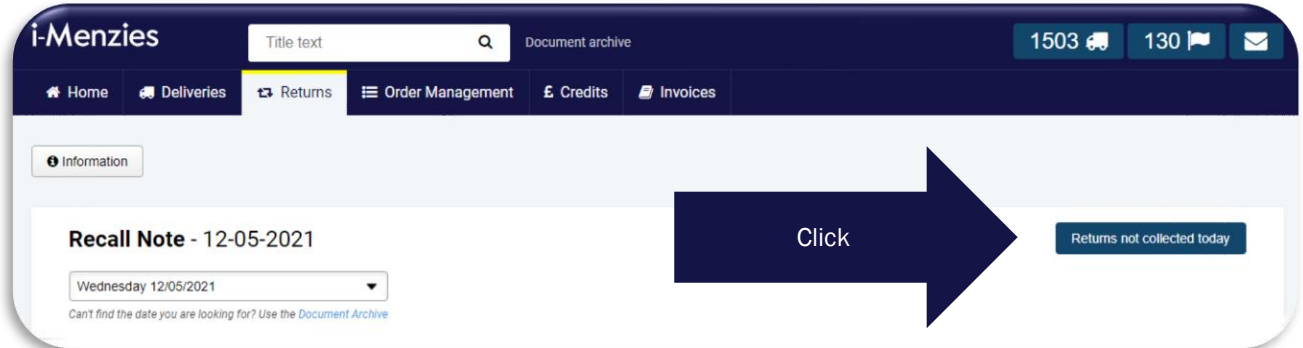 i-Menzies
Title text
Document archive
1503
130
Home Deliveries Returns Order Management £ Credits Invoices
Information
Recall Note - 12-05-2021
Click
Returns not collected today
Wednesday 12/05/2021
Can't find the date you are looking for? Use the Document Archive